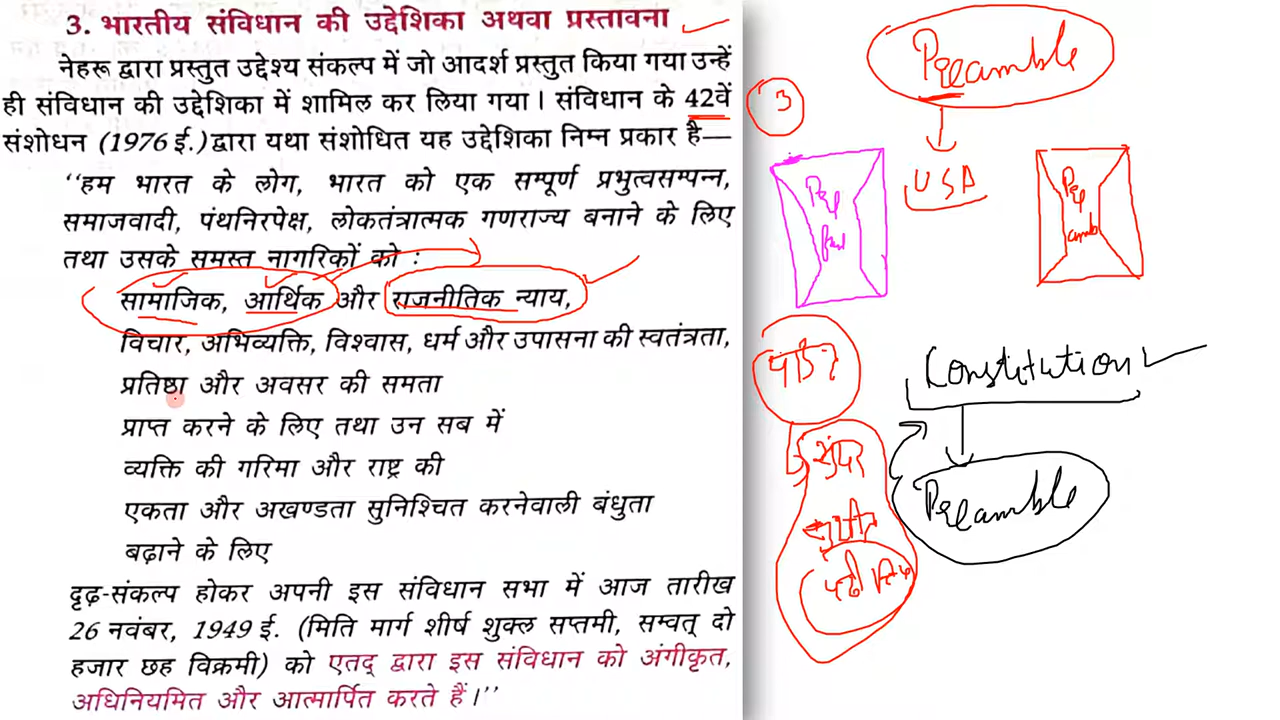 3. भारतीय संविधान की उद्देशिका अथवा प्रस्तावना
नेहरू द्वारा प्रस्तुत उद्देश्य संकल्प में जो आदर्श प्रस्तुत किया गया उन्हें
ही संविधान की उद्देशिका में शामिल कर लिया गया। संविधान के 42वें
संशोधन (1976 ई.) द्वारा यथा संशोधित यह उद्देशिका निम्न प्रकार है—
‘‘हम भारत के लोग, भारत को एक सम्पूर्ण प्रभुत्वसम्पन्न,
समाजवादी, पंथनिरपेक्ष, लोकतंत्रात्मक गणराज्य बनाने के लिए
तथा उसके समस्त नागरिकों को :
सामाजिक, आर्थिक और राजनीतिक न्याय,
विचार, अभिव्यक्ति, विश्वास, धर्म और उपासना की स्वतंत्रता,
प्रतिष्ठा और अवसर की समता
प्राप्त करने के लिए तथा उन सब में
व्यक्ति की गरिमा और राष्ट्र की
एकता और अखण्डता सुनिश्चित करनेवाली बंधुता
बढ़ाने के लिए
दृढ़-संकल्प होकर अपनी इस संविधान सभा में आज तारीख
26 नवंबर, 1949 ई. (मिति मार्ग शीर्ष शुक्ल सप्तमी, सम्वत् दो
हजार छह विक्रमी) को एतद् द्वारा इस संविधान को अंगीकृत,
अधिनियमित और आत्मार्पित करते हैं।’’
Preamble
3
USA
Constitution
Preamble